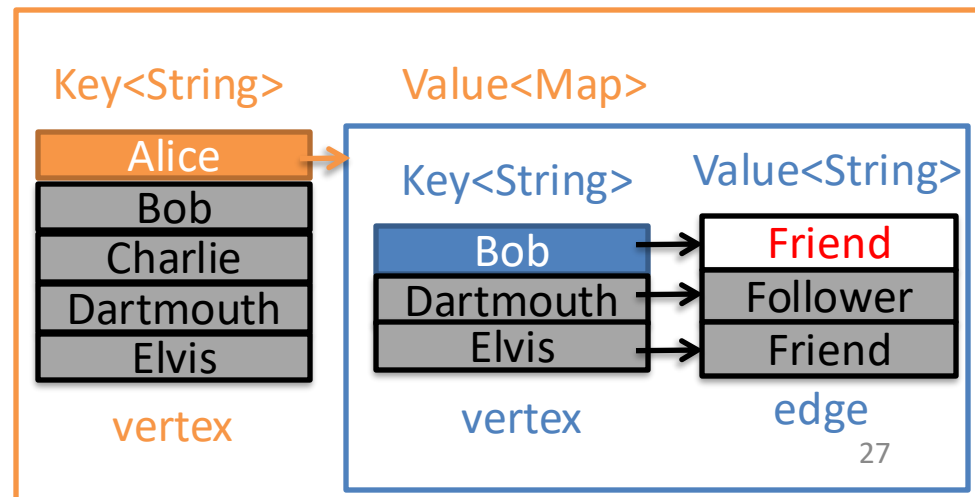 Key<String>
Value<Map>
Alice
Bob
Charlie
Dartmouth
Elvis
vertex
Key<String>
Value<String>
Bob
Friend
Dartmouth
Follower
Elvis
Friend
vertex
edge
27